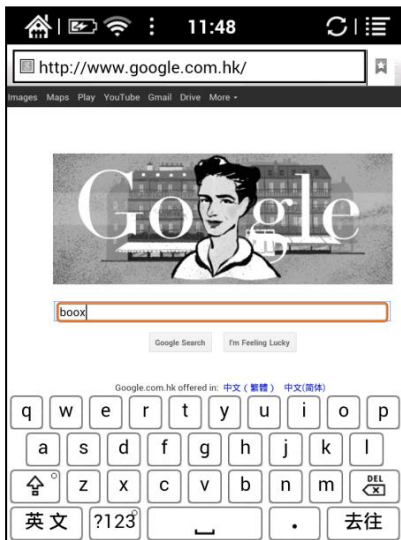 11:48
http://www.google.com.hk/
Images Maps Play YouTube Gmail Drive More
Google
boox
Google Search I'm Feeling Lucky
Google.com.hk offered in: 中文 ( 繁體 ) 中文(简体)
q w e r t y u i o p
a s d f g h j k l
z x c v b n m DEL
英文 ?123 . 去往